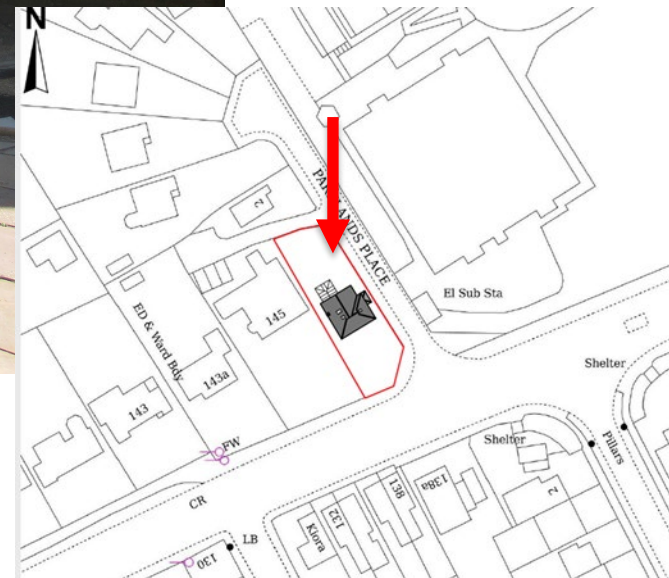 N
PARKLANDS PLACE
2
El Sub Sta
145
ED & Ward Bdy
143a
143
Shelter
FW
Shelter
Pillars
CR
138a
138
2
132
Kiora
LB
130